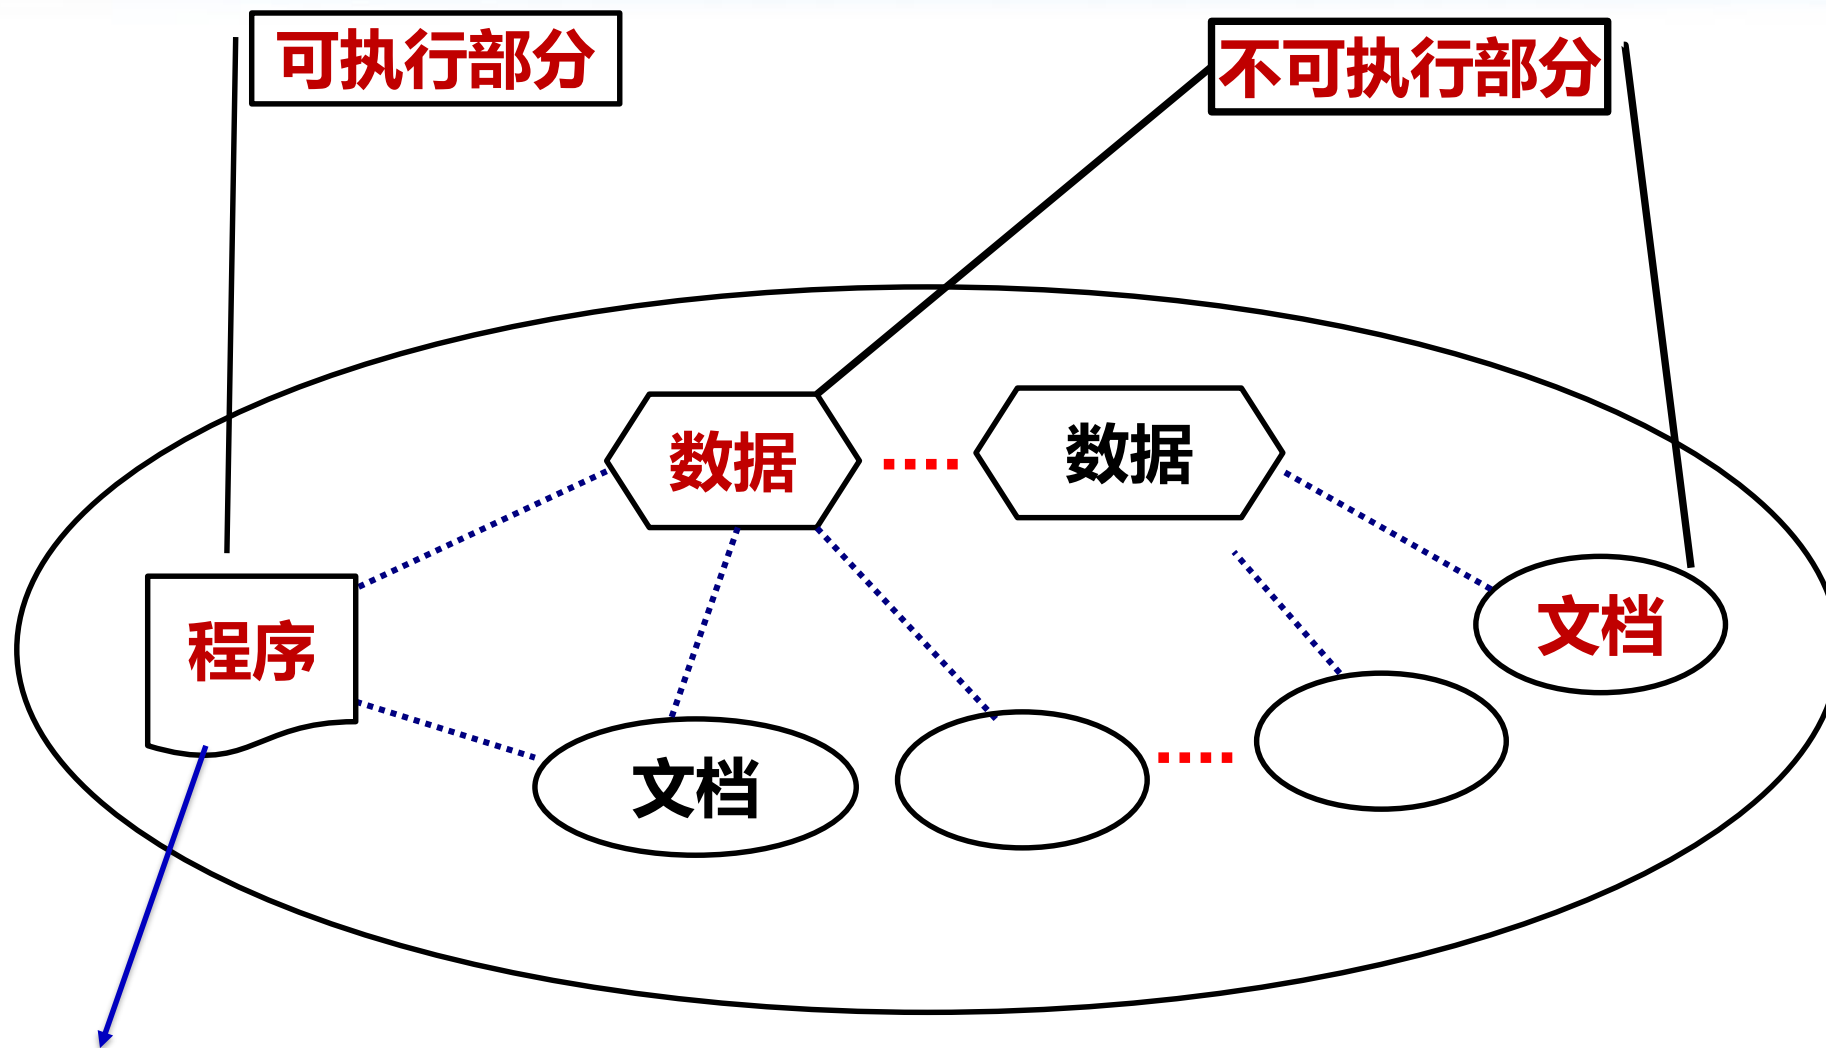 可执行部分
不可执行部分
数据
数据
程序
文档
文档